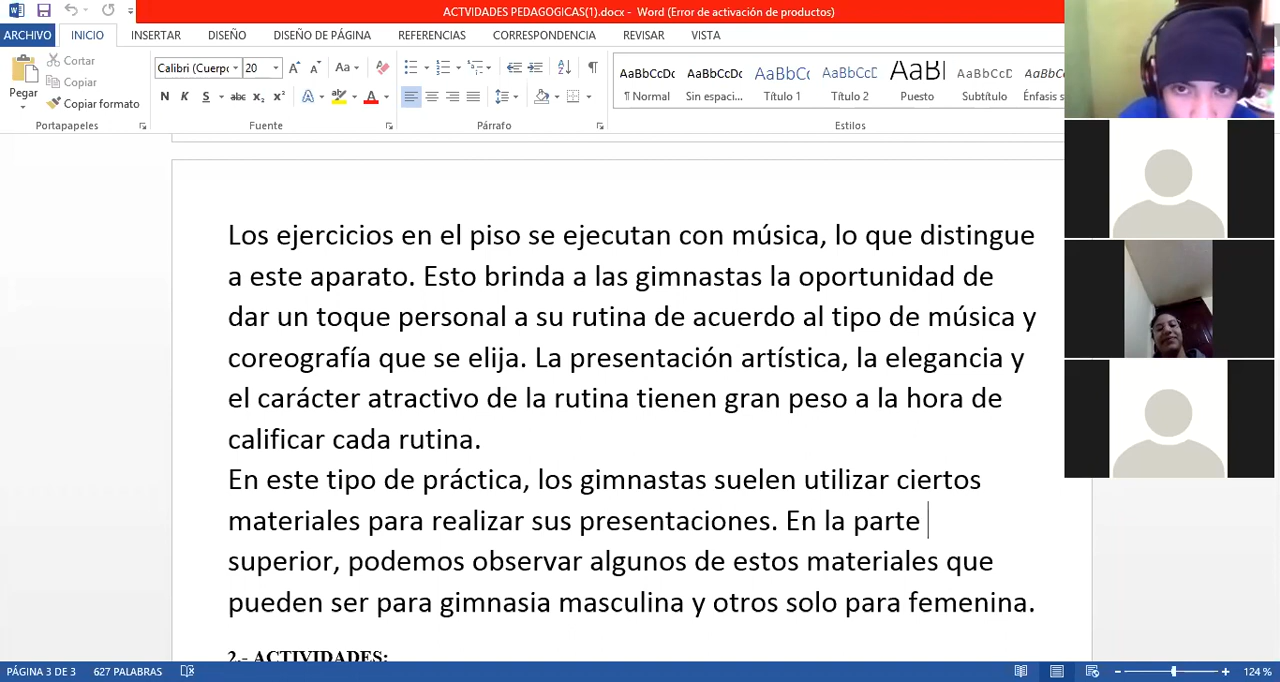 ACTVIDADES PEDAGOGICAS(1).docx - Word (Error de activación de productos)
ARCHIVO INICIO INSERTAR DISEÑO DISEÑO DE PÁGINA REFERENCIAS CORRESPONDENCIA REVISAR VISTA
Cortar
Copiar
Copiar formato
Pegar
Calibri (Cuerpo 20
Aa
N K S abc x₂ x² A A
AaBbCcDc AaBbCcDc AaBbCc AaBbCcD AaBl AaBbCcD AaBbCcDc
¶ Normal Sin espaci... Título 1 Título 2 Puesto Subtítulo Énfasis s
Portapapeles Fuente Párrafo Estilos
Los ejercicios en el piso se ejecutan con música, lo que distingue
a este aparato. Esto brinda a las gimnastas la oportunidad de
dar un toque personal a su rutina de acuerdo al tipo de música y
coreografía que se elija. La presentación artística, la elegancia y
el carácter atractivo de la rutina tienen gran peso a la hora de
calificar cada rutina.
En este tipo de práctica, los gimnastas suelen utilizar ciertos
materiales para realizar sus presentaciones. En la parte
superior, podemos observar algunos de estos materiales que
pueden ser para gimnasia masculina y otros solo para femenina.
2.- ACTIVIDADES:
PÁGINA 3 DE 3 627 PALABRAS 124 %